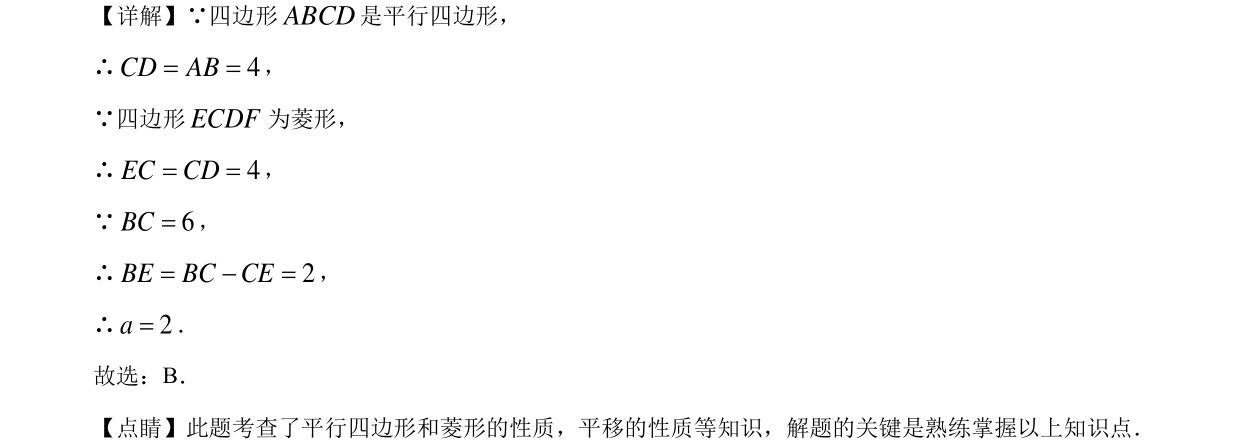 【详解】∵四边形ABCD是平行四边形，
∴CD=AB=4，
∵四边形ECDF为菱形，
∴EC=CD=4，
∵BC=6，
∴BE=BC−CE=2，
∴a=2．
故选：B．
【点睛】此题考查了平行四边形和菱形的性质，平移的性质等知识，解题的关键是熟练掌握以上知识点．